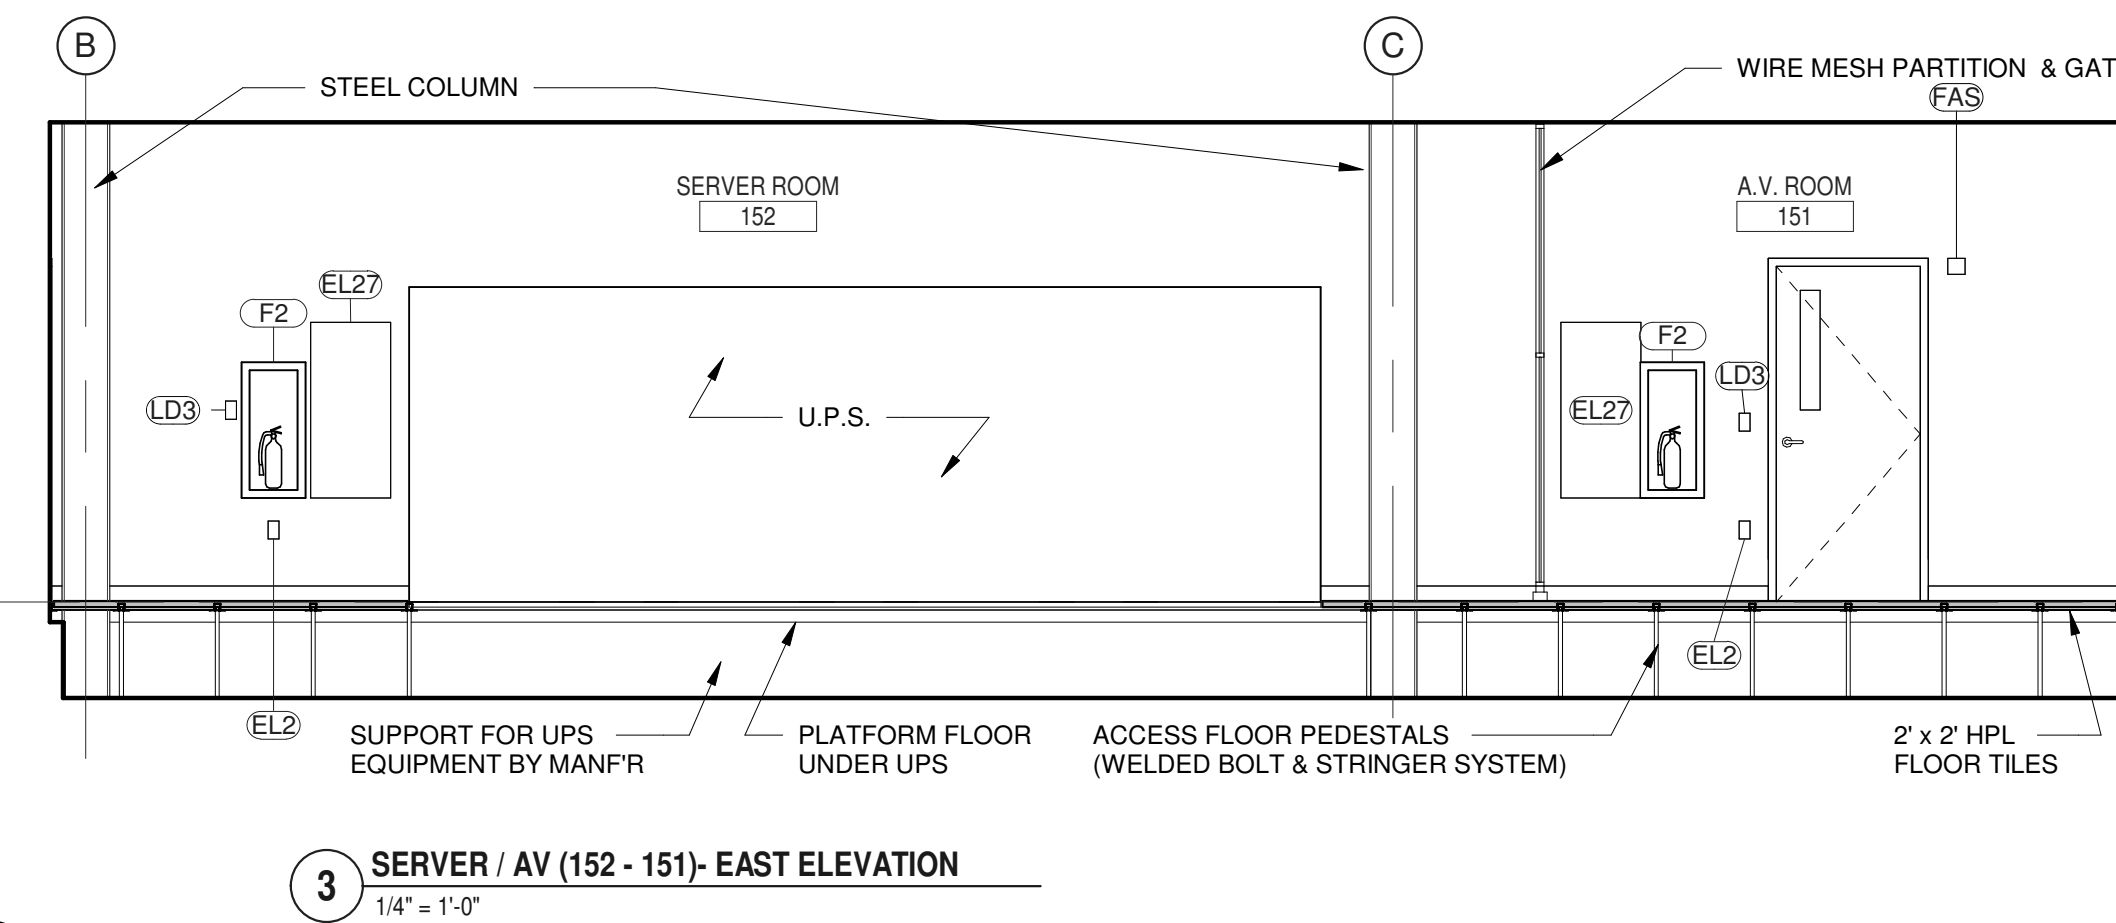 B
C
STEEL COLUMN
WIRE MESH PARTITION & GAT
FAS
SERVER ROOM
152
A.V. ROOM
151
EL27
F2
LD3
U.P.S.
F2
LD3
EL27
EL2
EL2
SUPPORT FOR UPS
EQUIPMENT BY MANF'R
PLATFORM FLOOR
UNDER UPS
ACCESS FLOOR PEDESTALS
(WELDED BOLT & STRINGER SYSTEM)
2' x 2' HPL
FLOOR TILES
3
SERVER / AV (152 - 151)- EAST ELEVATION
1/4" = 1'-0"